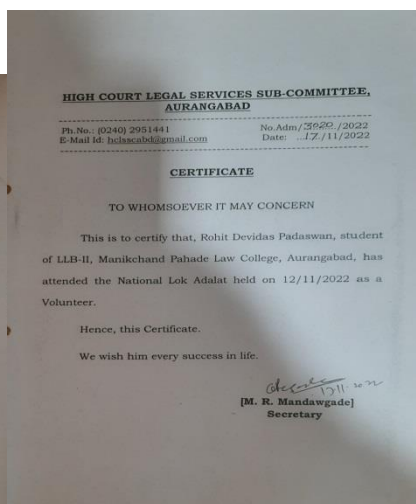 HIGH COURT LEGAL SERVICES SUB-COMMITTEE,
AURANGABAD
Ph.No.: (0240) 2951441 No.Adm/3020/2022
E-Mail Id: hclsscabd@gmail.com Date: ...17./11/2022
CERTIFICATE
TO WHOMSOEVER IT MAY CONCERN
This is to certify that, Rohit Devidas Padaswan, student
of LLB-II, Manikchand Pahade Law College, Aurangabad, has
attended the National Lok Adalat held on 12/11/2022 as a
Volunteer.
Hence, this Certificate.
We wish him every success in life.
17-11-2022
[M. R. Mandawgade]
Secretary